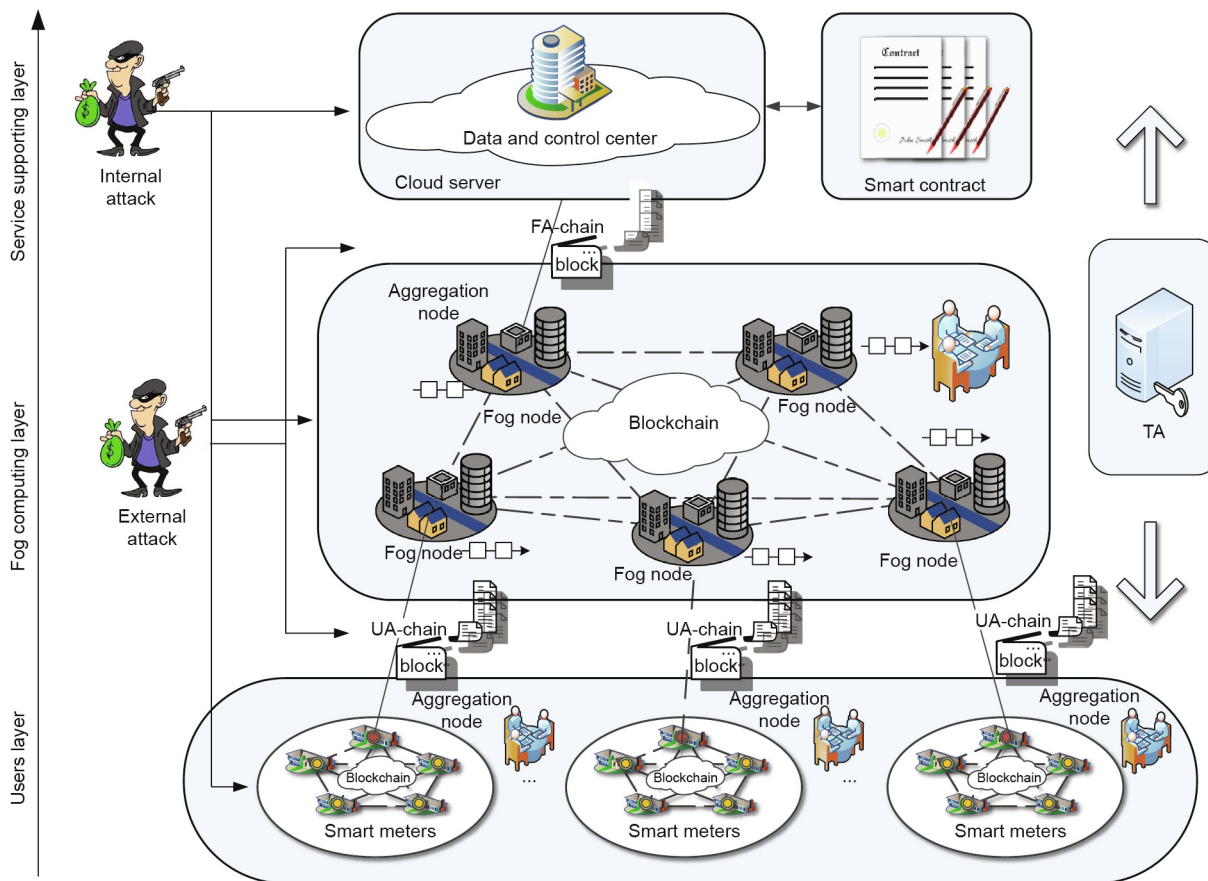 Service supporting layer
Fog computing layer
Users layer
Internal
attack
External
attack
Data and control center
Cloud server
Contract
John Smith
Smart contract
FA-chain
block
Aggregation
node
Fog node
Fog node
Blockchain
Fog node
Fog node
Fog node
TA
UA-chain
block
UA-chain
block
UA-chain
block
Aggregation
node
Aggregation
node
Aggregation
node
Blockchain
Smart meters
...
Blockchain
Smart meters
...
Blockchain
Smart meters